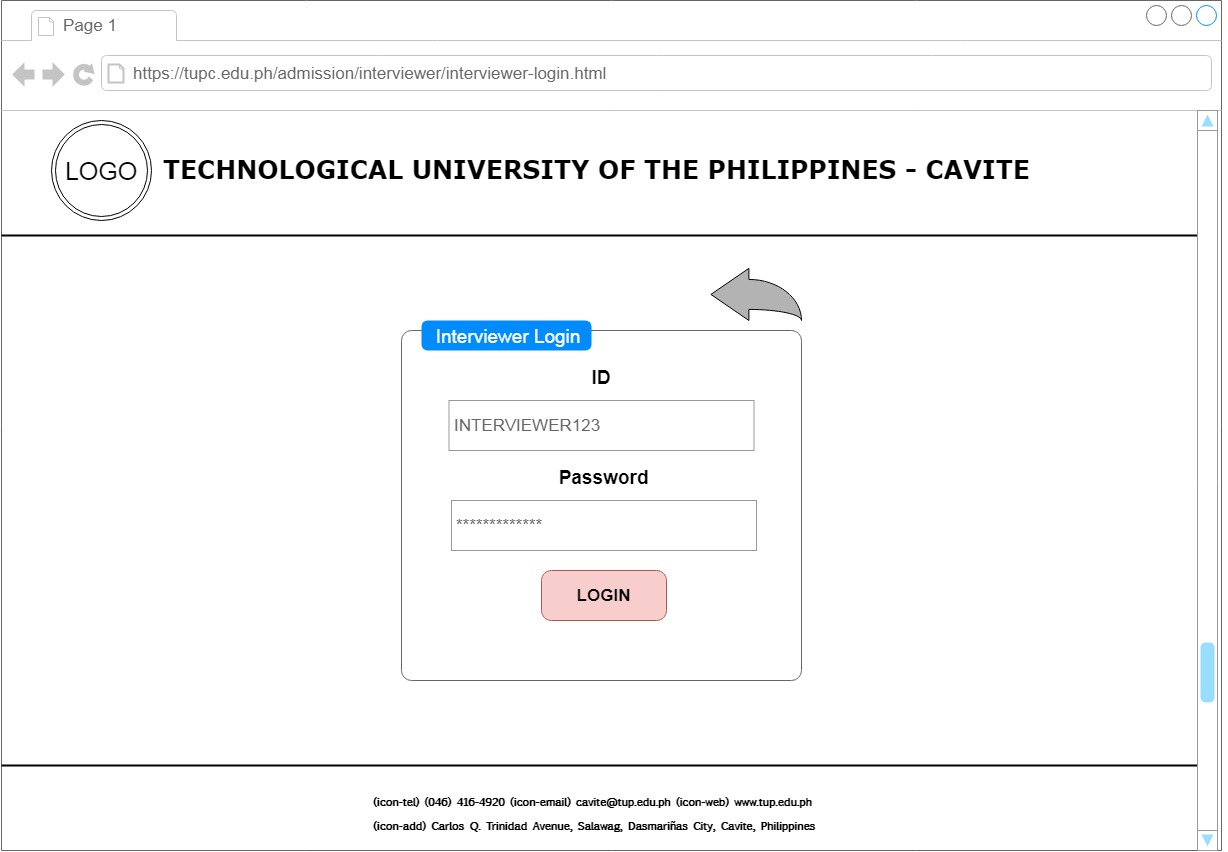 Page 1
https://tupc.edu.ph/admission/interviewer/interviewer-login.html
LOGO
TECHNOLOGICAL UNIVERSITY OF THE PHILIPPINES - CAVITE
Interviewer Login
ID
INTERVIEWER123
Password
*************
LOGIN
(icon-tel) (046) 416-4920 (icon-email) cavite@tup.edu.ph (icon-web) www.tup.edu.ph
(icon-add) Carlos Q. Trinidad Avenue, Salawag, Dasmariñas City, Cavite, Philippines